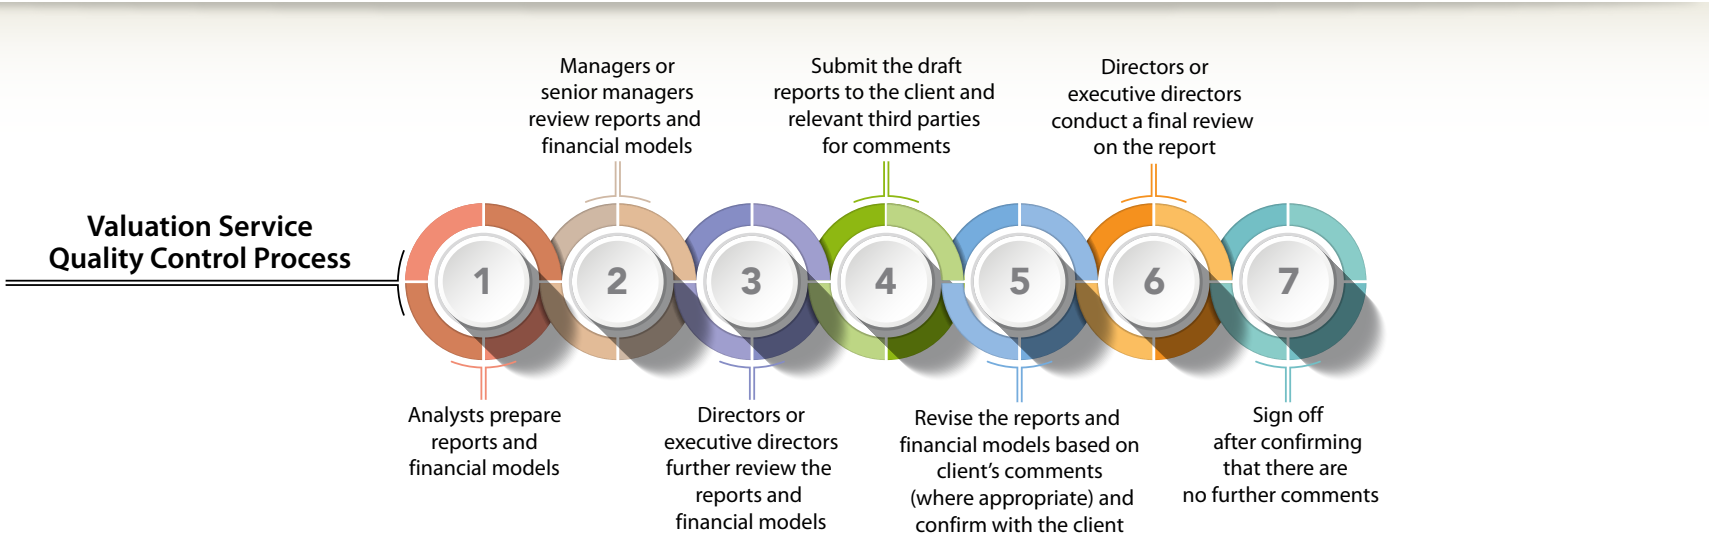 Valuation Service
Quality Control Process
1
Analysts prepare
reports and
financial models
2
Managers or
senior managers
review reports and
financial models
3
Directors or
executive directors
further review the
reports and
financial models
4
Submit the draft
reports to the client and
relevant third parties
for comments
5
Revise the reports and
financial models based on
client’s comments
(where appropriate) and
confirm with the client
6
Directors or
executive directors
conduct a final review
on the report
7
Sign off
after confirming
that there are
no further comments